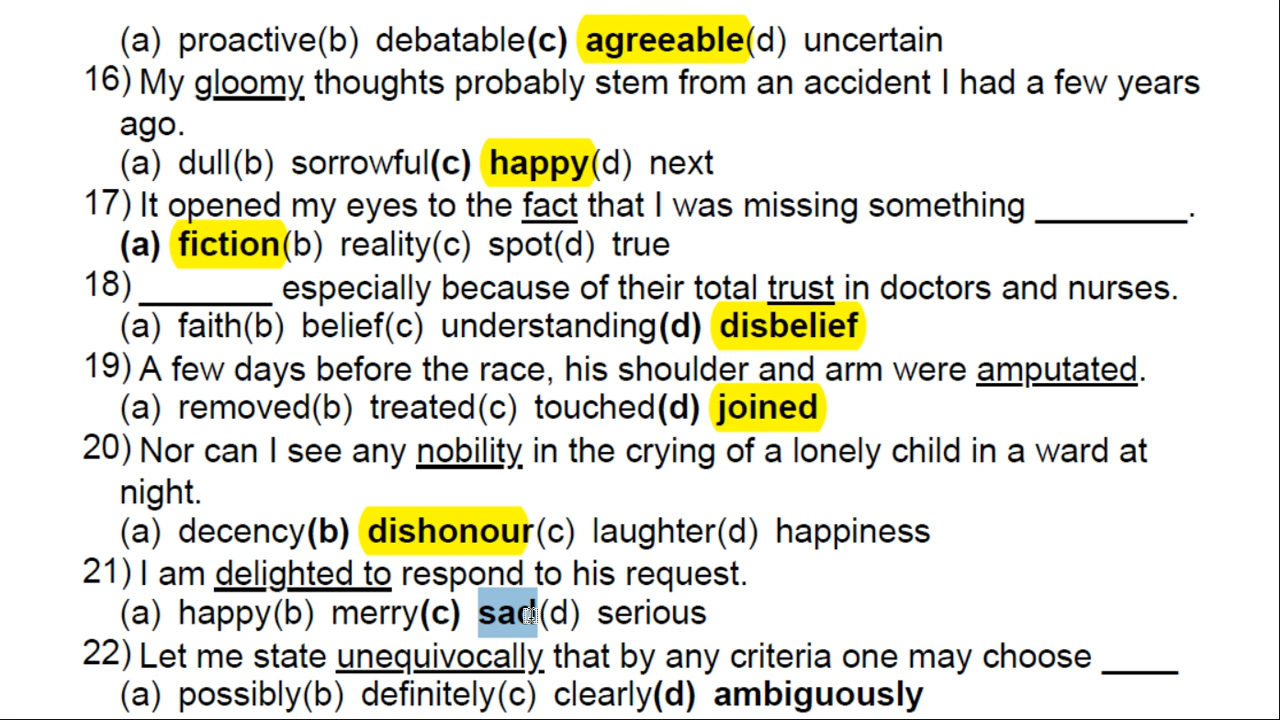 (a) proactive(b) debatable(c) agreeable(d) uncertain
16) My gloomy thoughts probably stem from an accident I had a few years
ago.
(a) dull(b) sorrowful(c) happy(d) next
17) It opened my eyes to the fact that I was missing something ________.
(a) fiction(b) reality(c) spot(d) true
18) _______ especially because of their total trust in doctors and nurses.
(a) faith(b) belief(c) understanding(d) disbelief
19) A few days before the race, his shoulder and arm were amputated.
(a) removed(b) treated(c) touched(d) joined
20) Nor can I see any nobility in the crying of a lonely child in a ward at
night.
(a) decency(b) dishonour(c) laughter(d) happiness
21) I am delighted to respond to his request.
(a) happy(b) merry(c) sad(d) serious
22) Let me state unequivocally that by any criteria one may choose ____
(a) possibly(b) definitely(c) clearly(d) ambiguously